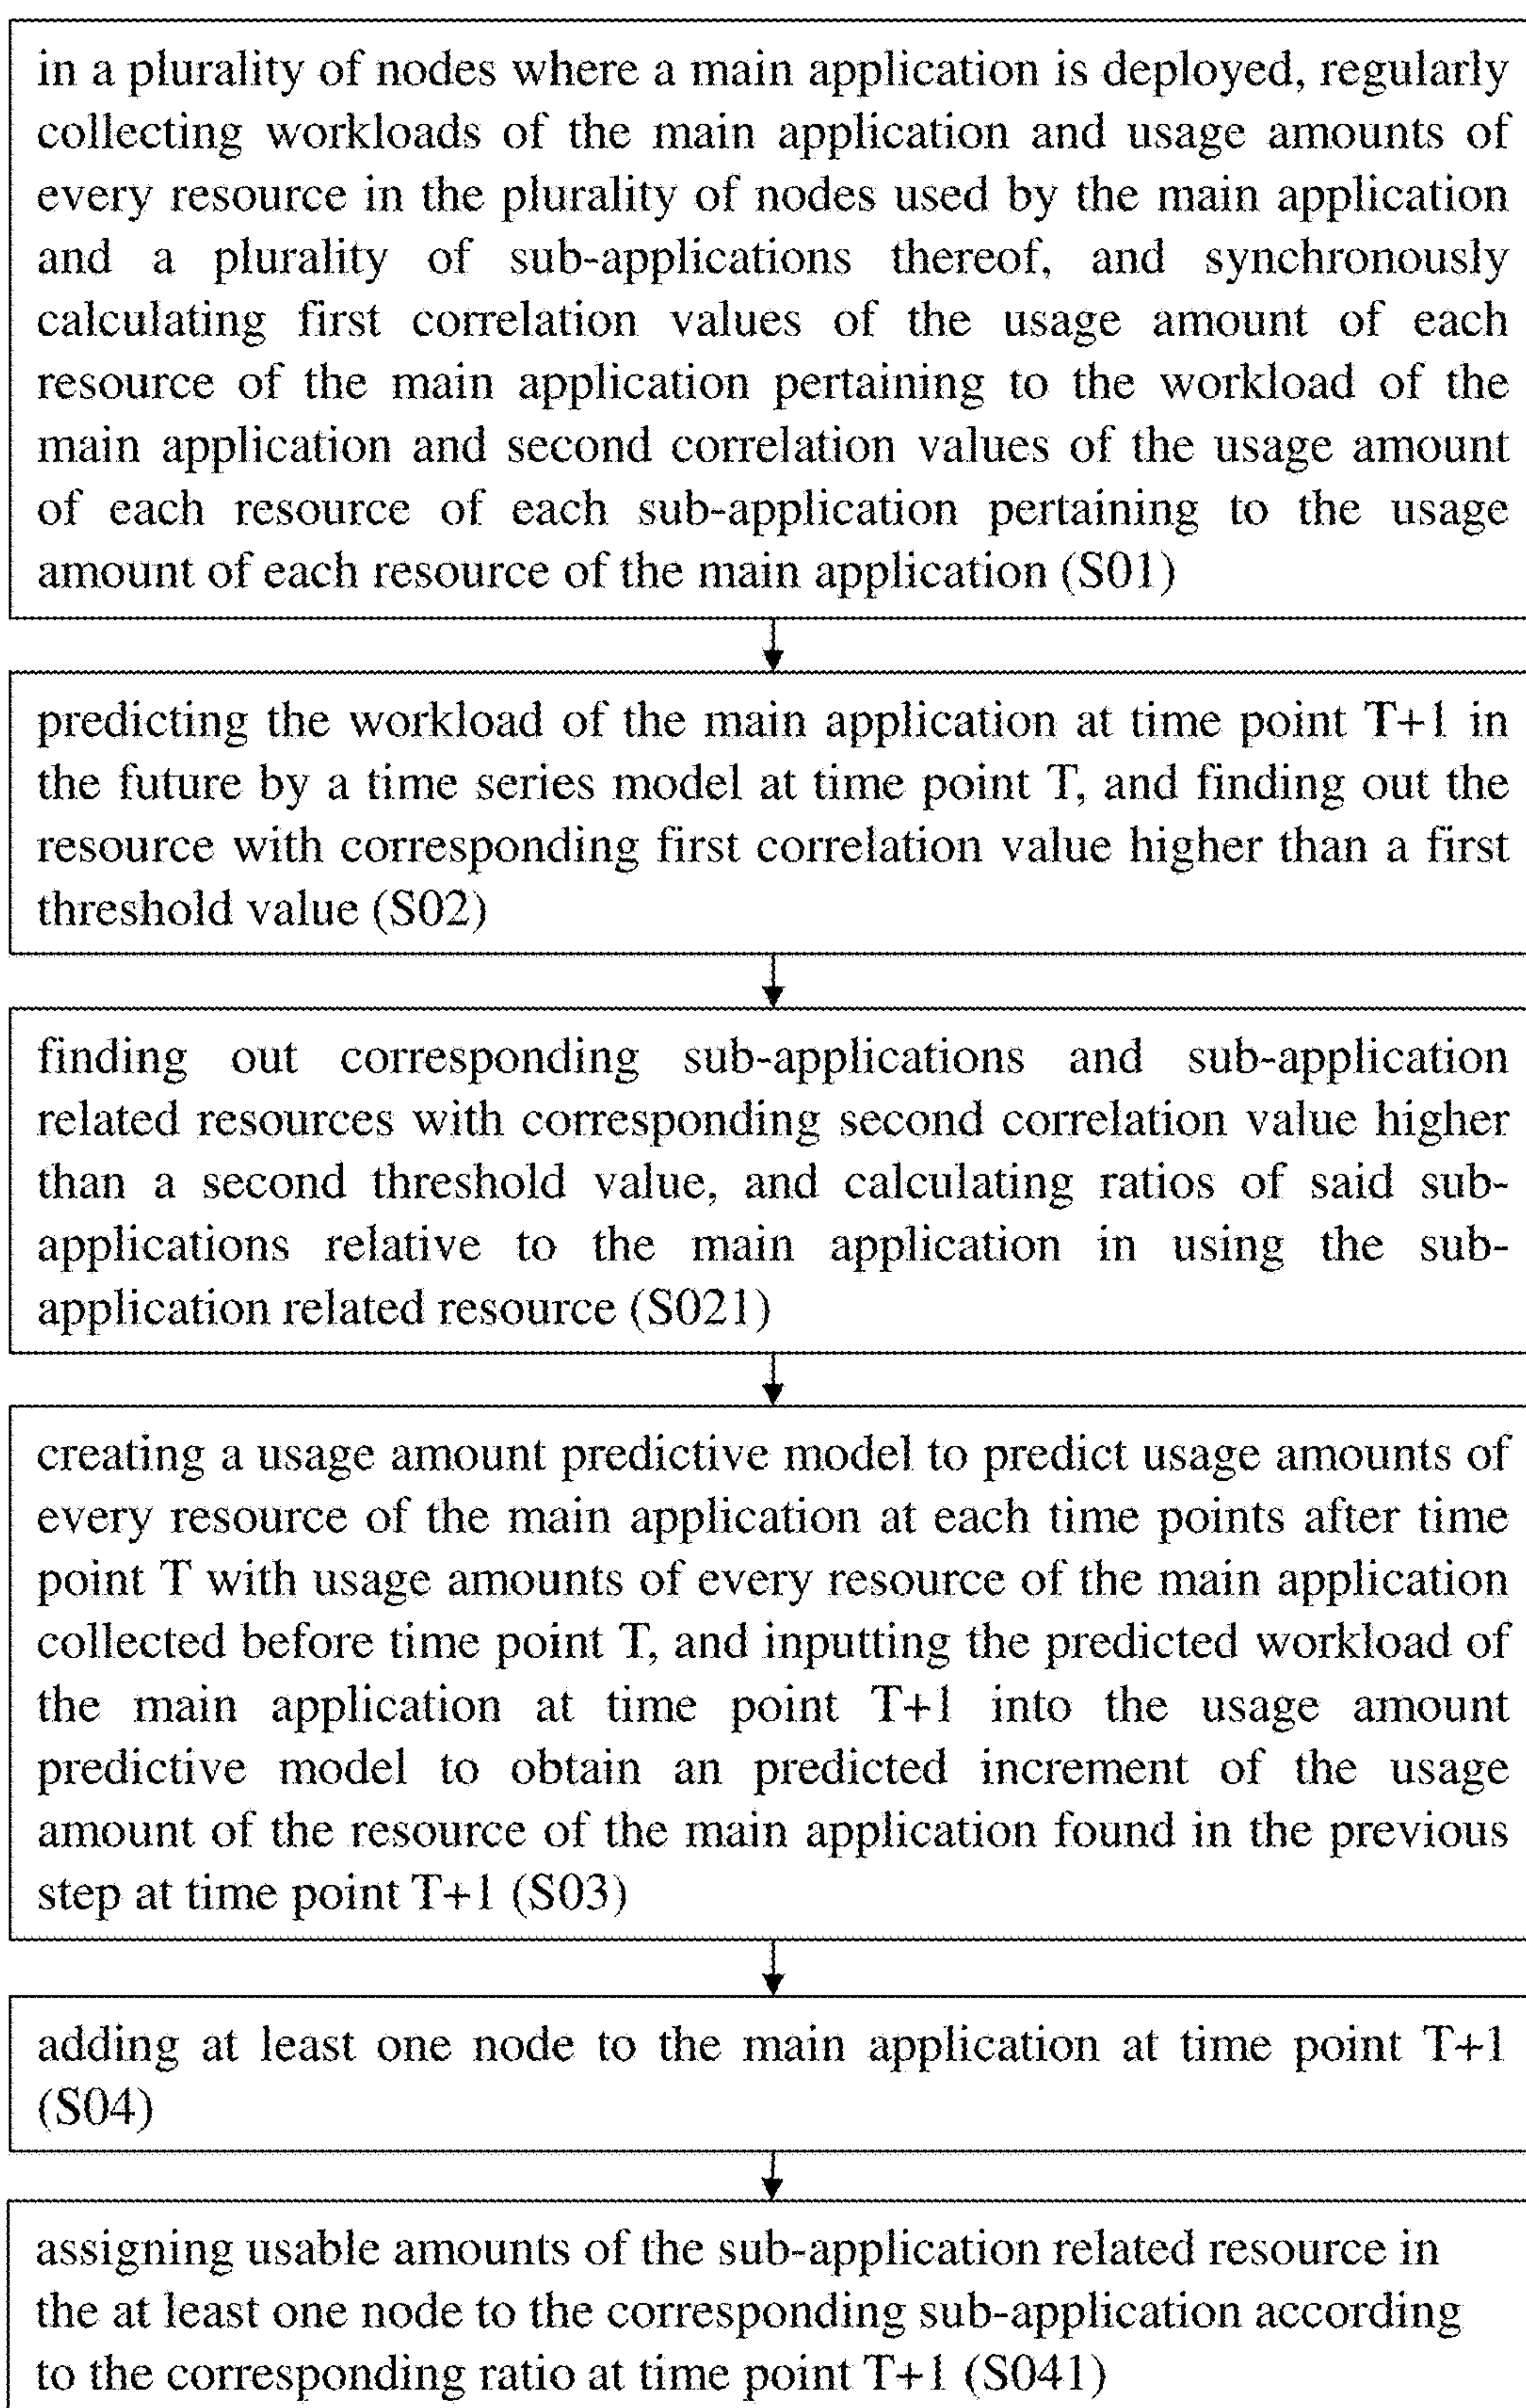 in a plurality of nodes where a main application is deployed, regularly
collecting workloads of the main application and usage amounts of
every resource in the plurality of nodes used by the main application
and a plurality of sub-applications thereof, and synchronously
calculating first correlation values of the usage amount of each
resource of the main application pertaining to the workload of the
main application and second correlation values of the usage amount
of each resource of each sub-application pertaining to the usage
amount of each resource of the main application (S01)
predicting the workload of the main application at time point T+1 in
the future by a time series model at time point T, and finding out the
resource with corresponding first correlation value higher than a first
threshold value (S02)
finding out corresponding sub-applications and sub-application
related resources with corresponding second correlation value higher
than a second threshold value, and calculating ratios of said sub-
applications relative to the main application in using the sub-
application related resource (S021)
creating a usage amount predictive model to predict usage amounts of
every resource of the main application at each time points after time
point T with usage amounts of every resource of the main application
collected before time point T, and inputting the predicted workload of
the main application at time point T+1 into the usage amount
predictive model to obtain an predicted increment of the usage
amount of the resource of the main application found in the previous
step at time point T+1 (S03)
adding at least one node to the main application at time point T+1
(S04)
assigning usable amounts of the sub-application related resource in
the at least one node to the corresponding sub-application according
to the corresponding ratio at time point T+1 (S041)